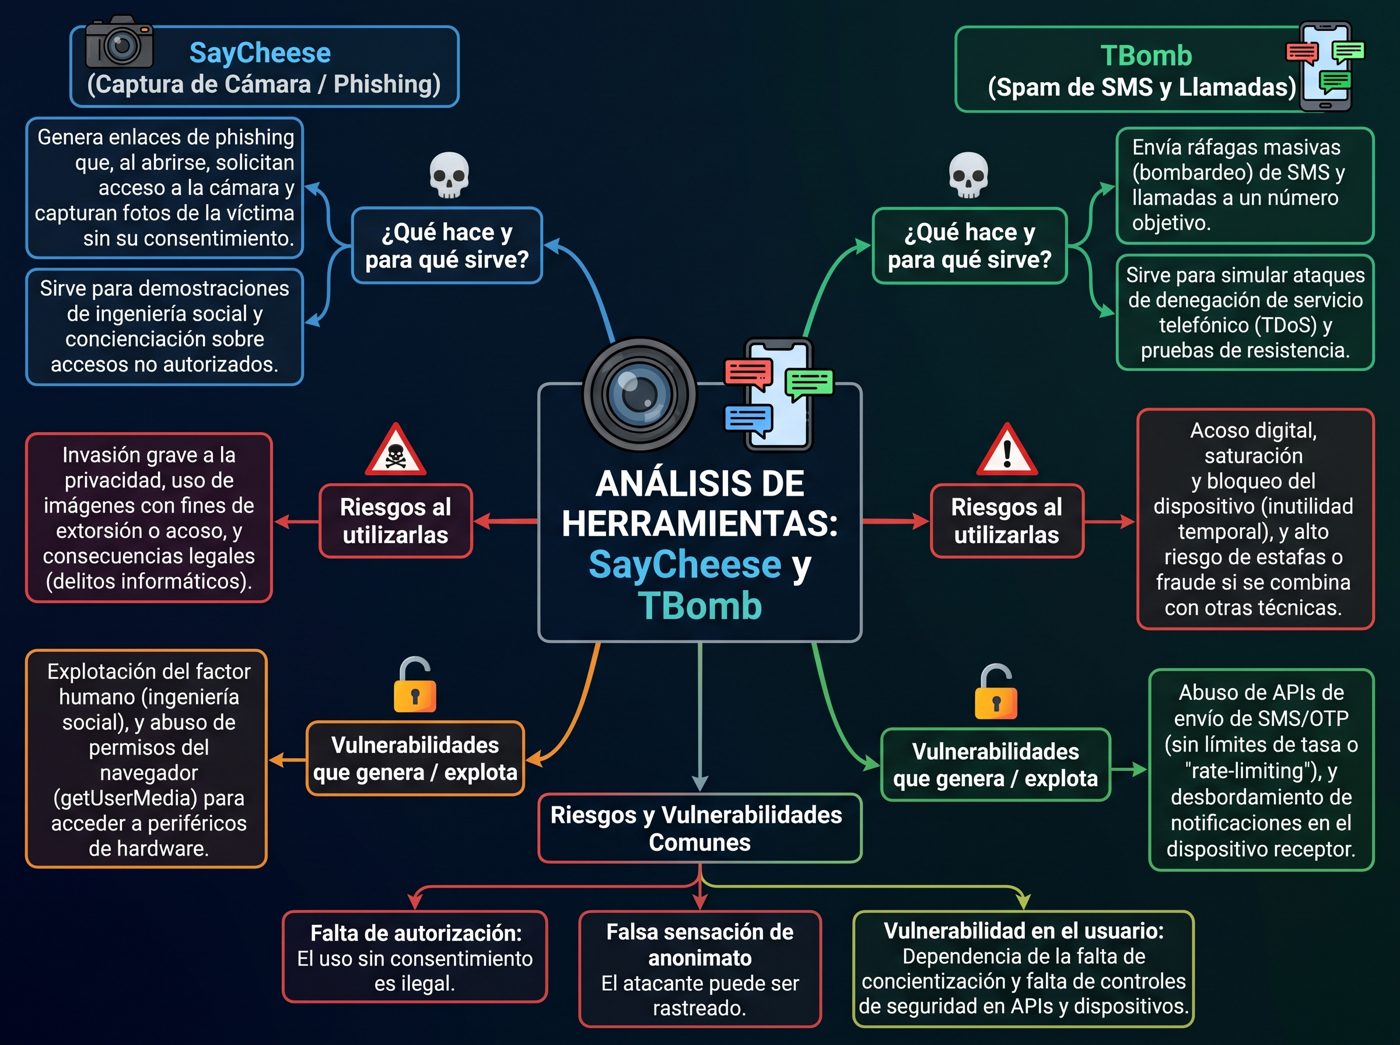 SayCheese
(Captura de Cámara / Phishing)
Genera enlaces de phishing
que, al abrirse, solicitan
acceso a la cámara y
capturan fotos de la víctima
sin su consentimiento.
Sirve para demostraciones
de ingeniería social y
concienciación sobre
accesos no autorizados.
¿Qué hace y
para qué sirve?
TBomb
(Spam de SMS y Llamadas)
¿Qué hace y
para qué sirve?
Envía ráfagas masivas
(bombardeo) de SMS y
llamadas a un número
objetivo.
Sirve para simular ataques
de denegación de servicio
telefónico (TDoS) y
pruebas de resistencia.
ANÁLISIS DE
HERRAMIENTAS:
SayCheese y
TBomb
Riesgos al
utilizarlas
Invasión grave a la
privacidad, uso de
imágenes con fines de
extorsión o acoso, y
consecuencias legales
(delitos informáticos).
Riesgos al
utilizarlas
Acoso digital,
saturación
y bloqueo del
dispositivo (inutilidad
temporal), y alto
riesgo de estafas o
fraude si se combina
con otras técnicas.
Vulnerabilidades
que genera / explota
Explotación del factor
humano (ingeniería
social), y abuso de
permisos del
navegador
(getUserMedia) para
acceder a periféricos
de hardware.
Vulnerabilidades
que genera / explota
Abuso de APIs de
envío de SMS/OTP
(sin límites de tasa o
"rate-limiting"), y
desbordamiento de
notificaciones en el
dispositivo receptor.
Riesgos y Vulnerabilidades
Comunes
Falta de autorización:
El uso sin consentimiento
es ilegal.
Falsa sensación de
anonimato
El atacante puede ser
rastreado.
Vulnerabilidad en el usuario:
Dependencia de la falta de
concientización y falta de controles
de seguridad en APIs y dispositivos.